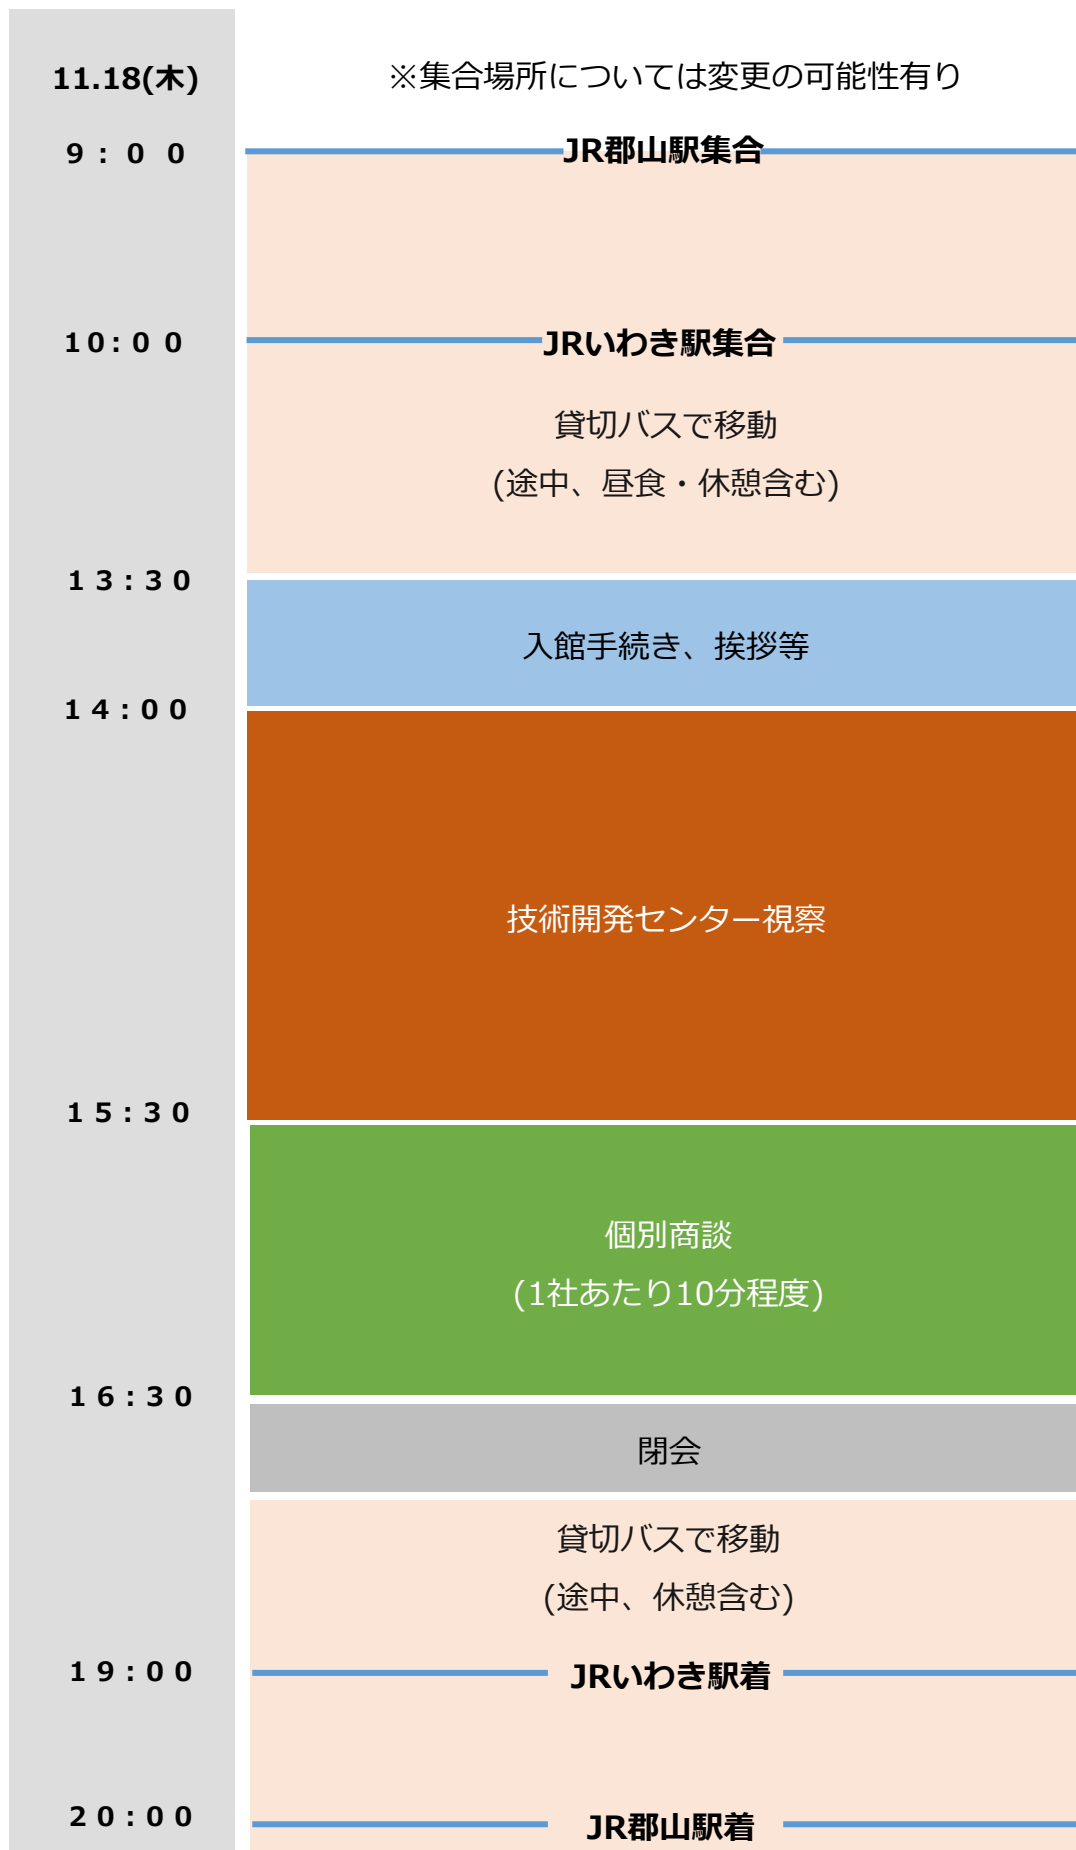 11.18(木) ※集合場所については変更の可能性有り
９：００ JR郡山駅集合
10:００ JRいわき駅集合
貸切バスで移動
(途中、昼食・休憩含む)
１３：３０
入館手続き、挨拶等
１４：００
技術開発センター視察
１５：３０
個別商談
(1社あたり10分程度)
１６：３０
閉会
貸切バスで移動
(途中、休憩含む)
１９：００ JRいわき駅着
２０：００ JR郡山駅着